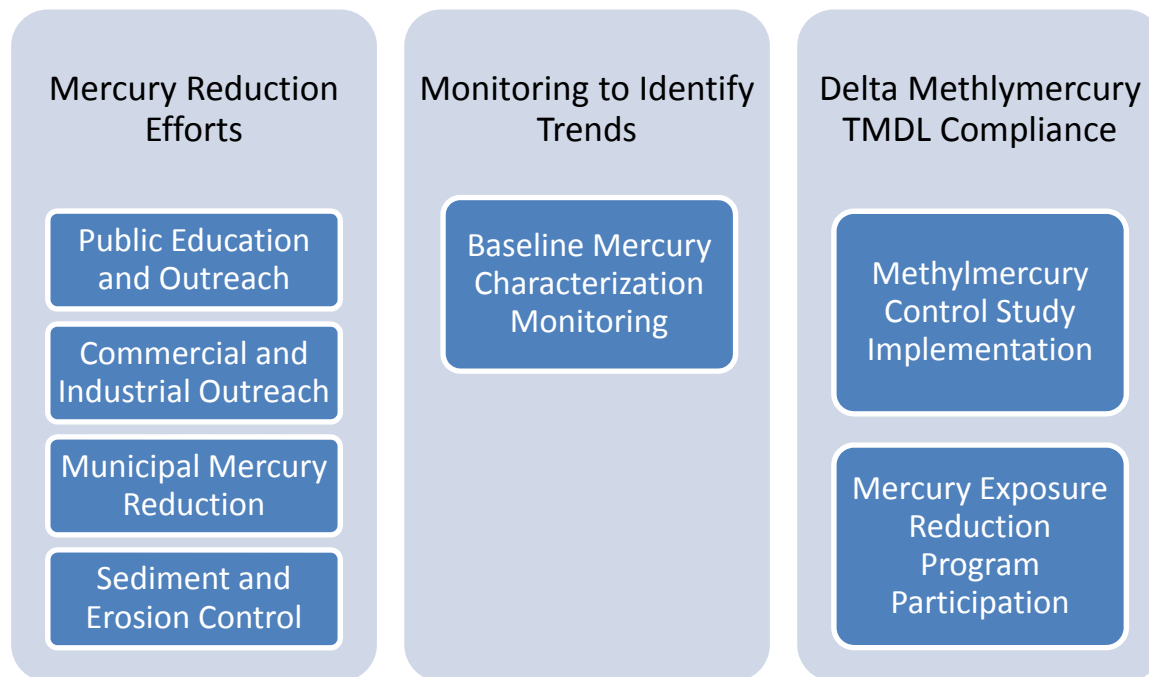 Mercury Reduction
Efforts
Public Education
and Outreach
Commercial and
Industrial Outreach
Municipal Mercury
Reduction
Sediment and
Erosion Control
Monitoring to Identify
Trends
Baseline Mercury
Characterization
Monitoring
Delta Methlymercury
TMDL Compliance
Methylmercury
Control Study
Implementation
Mercury Exposure
Reduction
Program
Participation